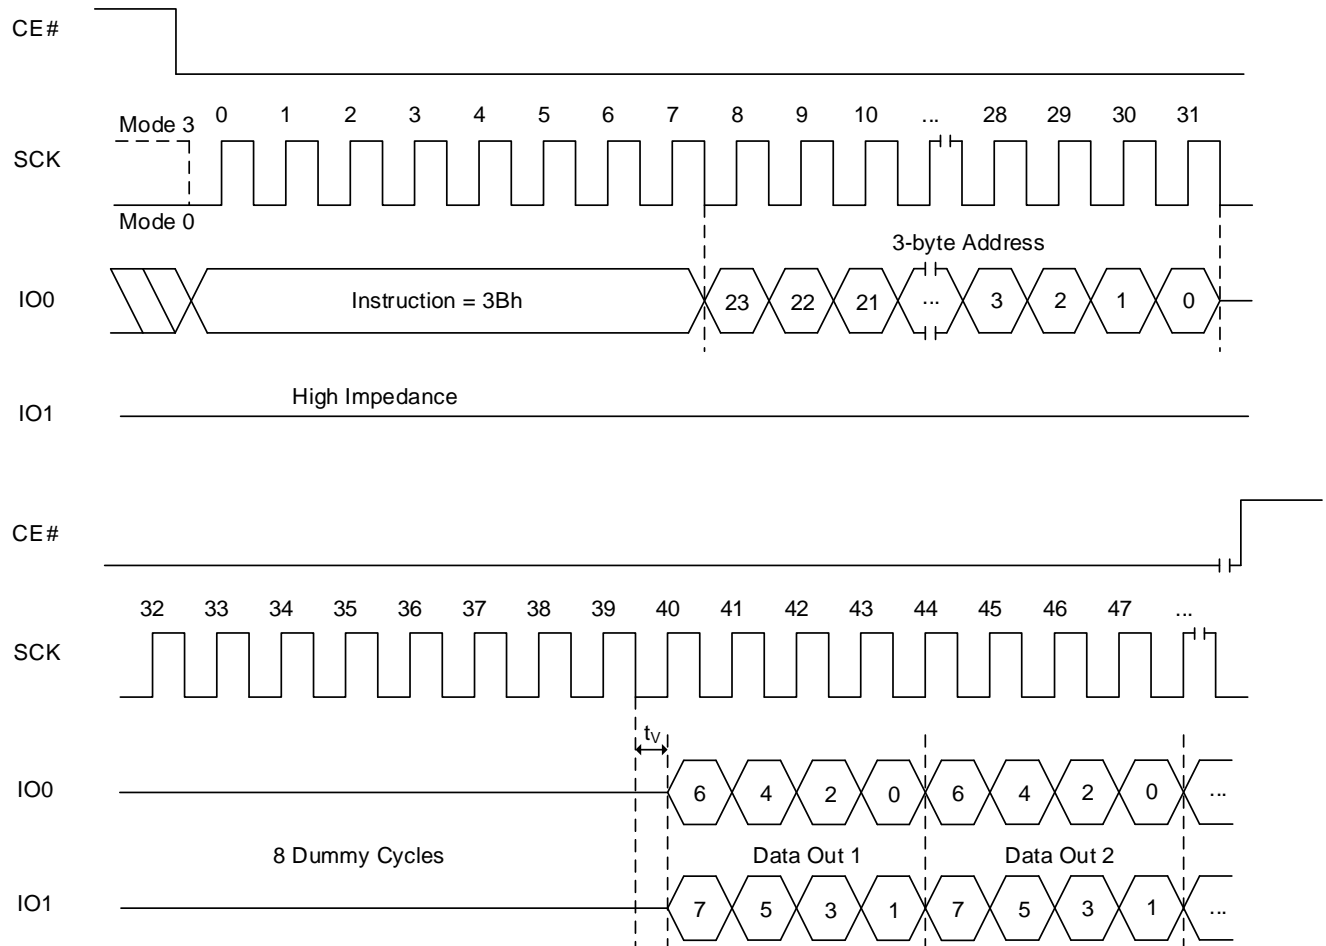 CE#
0 1 2 3 4 5 6 7 8 9 10 ... 28 29 30 31
Mode 3
SCK
Mode 0
3-byte Address
IO0 Instruction = 3Bh 23 22 21 ... 3 2 1 0
High Impedance
IO1
CE#
32 33 34 35 36 37 38 39 40 41 42 43 44 45 46 47 ...
SCK
tV
IO0 6 4 2 0 6 4 2 0 ...
8 Dummy Cycles Data Out 1 Data Out 2
IO1 7 5 3 1 7 5 3 1 ...